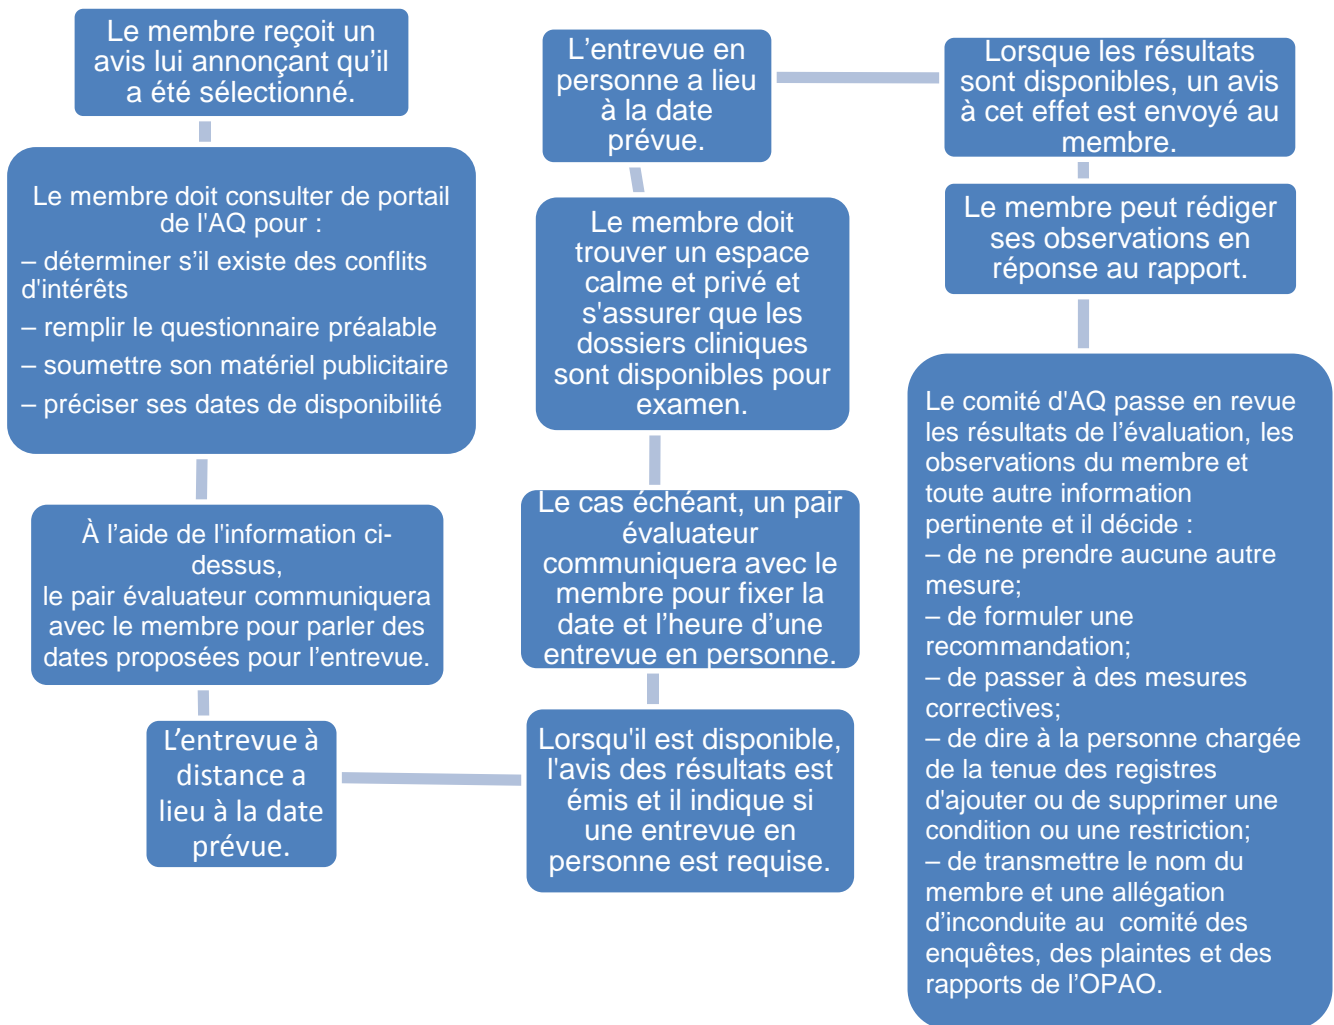 Le membre reçoit un
avis lui annonçant qu’il
a été sélectionné.
Le membre doit consulter de portail
de l'AQ pour :
– déterminer s’il existe des conflits
d'intérêts
– remplir le questionnaire préalable
– soumettre son matériel publicitaire
– préciser ses dates de disponibilité
À l’aide de l'information ci-
dessus,
le pair évaluateur communiquera
avec le membre pour parler des
dates proposées pour l’entrevue.
L’entrevue à
distance a
lieu à la date
prévue.
Lorsqu'il est disponible,
l'avis des résultats est
émis et il indique si
une entrevue en
personne est requise.
Le cas échéant, un pair
évaluateur
communiquera avec le
membre pour fixer la
date et l’heure d’une
entrevue en personne.
Le membre doit
trouver un espace
calme et privé et
s'assurer que les
dossiers cliniques
sont disponibles pour
examen.
L’entrevue en
personne a lieu
à la date
prévue.
Lorsque les résultats
sont disponibles, un avis
à cet effet est envoyé au
membre.
Le membre peut rédiger
ses observations en
réponse au rapport.
Le comité d'AQ passe en revue
les résultats de l’évaluation, les
observations du membre et
toute autre information
pertinente et il décide :
– de ne prendre aucune autre
mesure;
– de formuler une
recommandation;
– de passer à des mesures
correctives;
– de dire à la personne chargée
de la tenue des registres
d'ajouter ou de supprimer une
condition ou une restriction;
– de transmettre le nom du
membre et une allégation
d’inconduite au  comité des
enquêtes, des plaintes et des
rapports de l’OPAO.